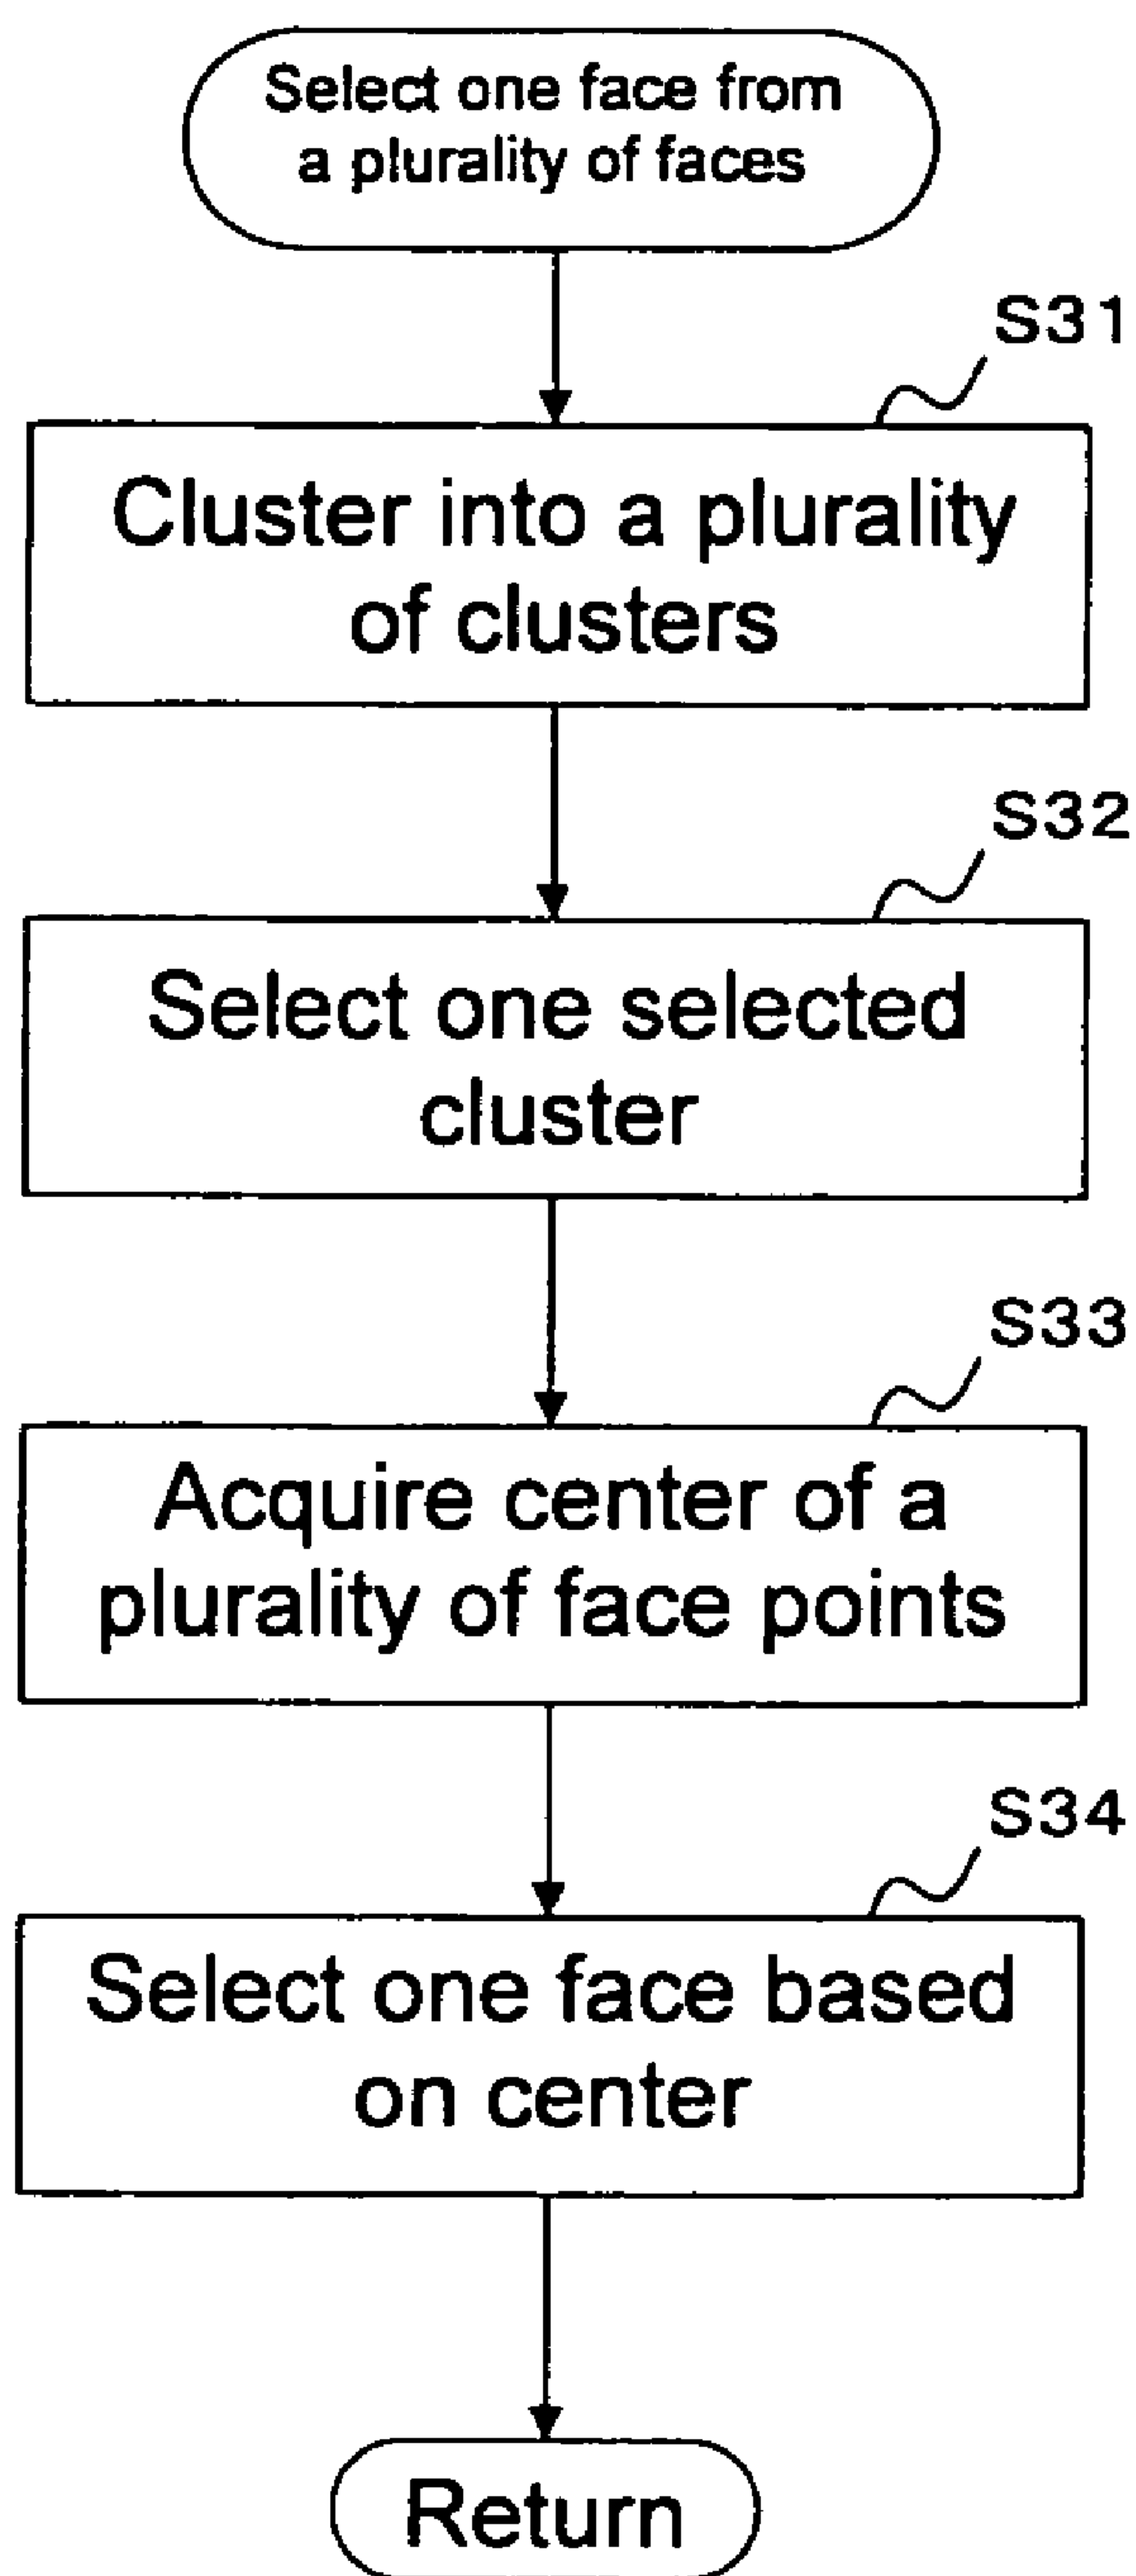 Select one face from
a plurality of faces
S31
Cluster into a plurality
of clusters
S32
Select one selected
cluster
S33
Acquire center of a
plurality of face points
S34
Select one face based
on center
Return